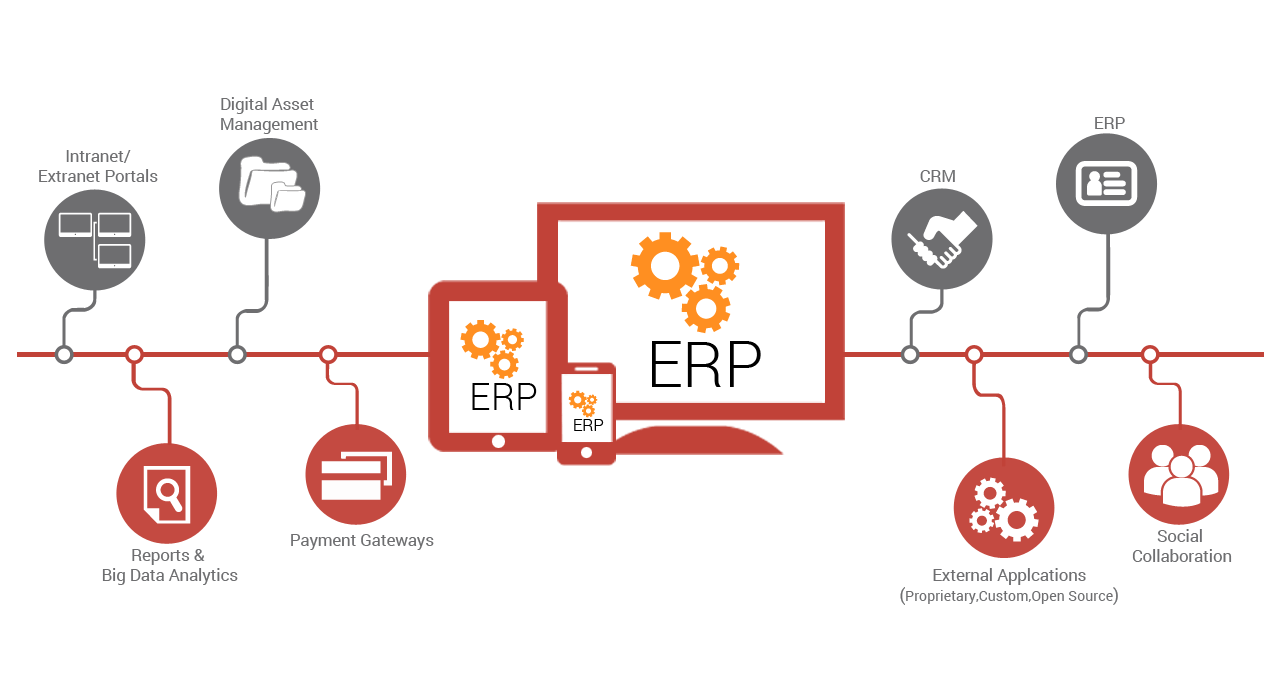 Digital Asset
Management
Intranet/
Extranet Portals
ERP
CRM
ERP
ERP
ERP
Reports &
Big Data Analytics
Payment Gateways
External Applcations
(Proprietary,Custom,Open Source)
Social
Collaboration